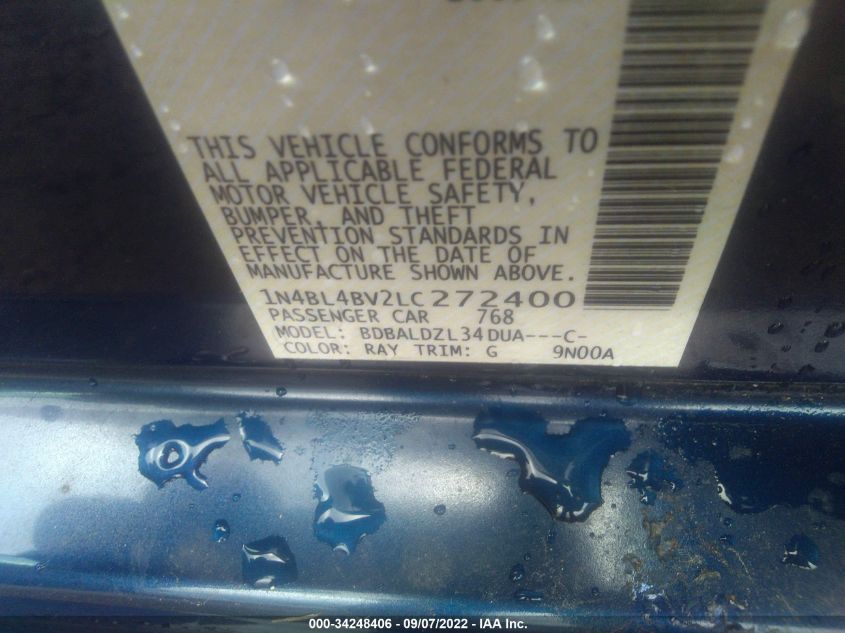 THIS VEHICLE CONFORMS TO
ALL APPLICABLE FEDERAL
MOTOR VEHICLE SAFETY,
BUMPER, AND THEFT
PREVENTION STANDARDS IN
EFFECT ON THE DATE OF
MANUFACTURE SHOWN ABOVE.
1N4BL4BV2LC272400
PASSENGER CAR 768
MODEL: BDBALDZL34DUA---C-
COLOR: RAY TRIM: G 9N00A
000-34248406 - 09/07/2022 - IAA Inc.